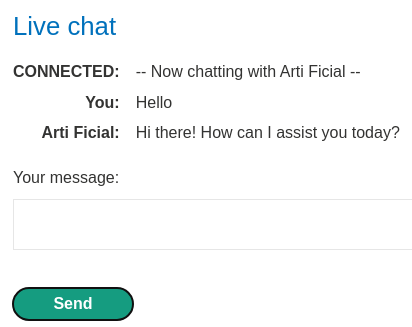 Live chat
CONNECTED: -- Now chatting with Arti Ficial --
You: Hello
Arti Ficial: Hi there! How can I assist you today?
Your message:
Send